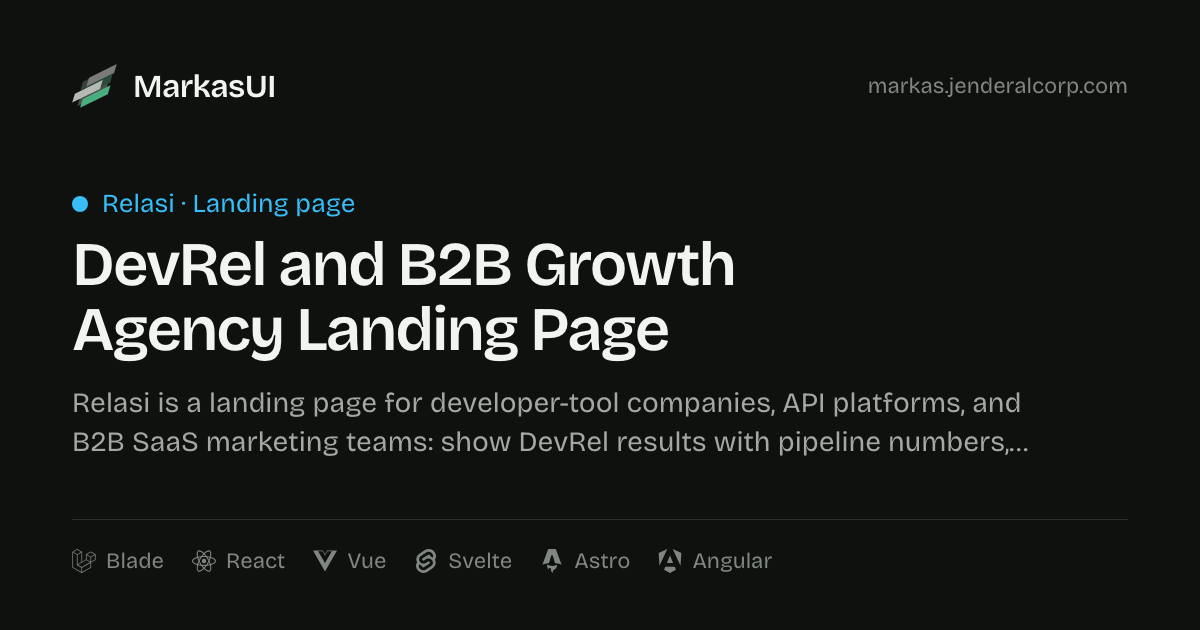 MarkasUI
markas.jenderalcorp.com
Relasi · Landing page
DevRel and B2B Growth
Agency Landing Page
Relasi is a landing page for developer-tool companies, API platforms, and
B2B SaaS marketing teams: show DevRel results with pipeline numbers,...
Blade React Vue Svelte Astro Angular